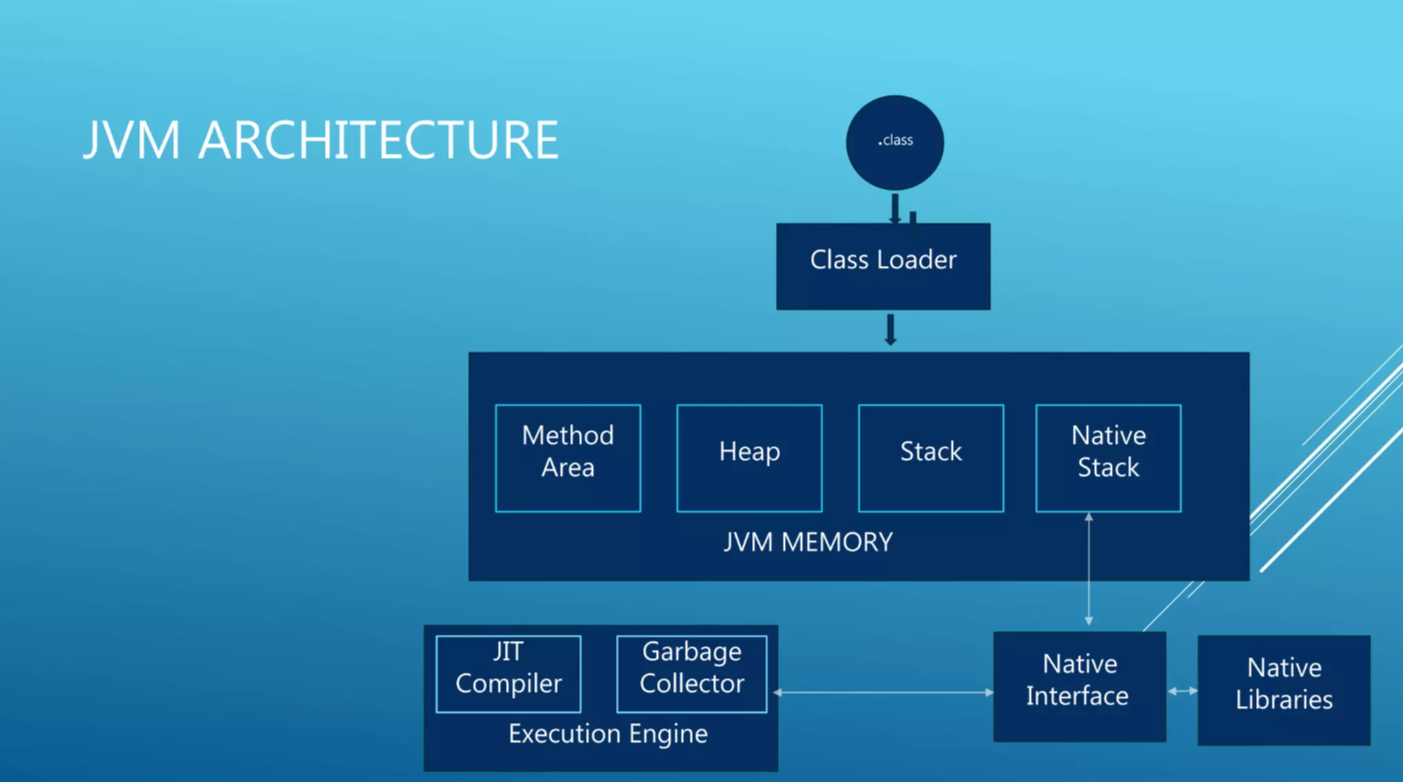 JVM ARCHITECTURE
.class
Class Loader
Method
Area
Heap
Stack
Native
Stack
JVM MEMORY
JIT
Compiler
Garbage
Collector
Execution Engine
Native
Interface
Native
Libraries